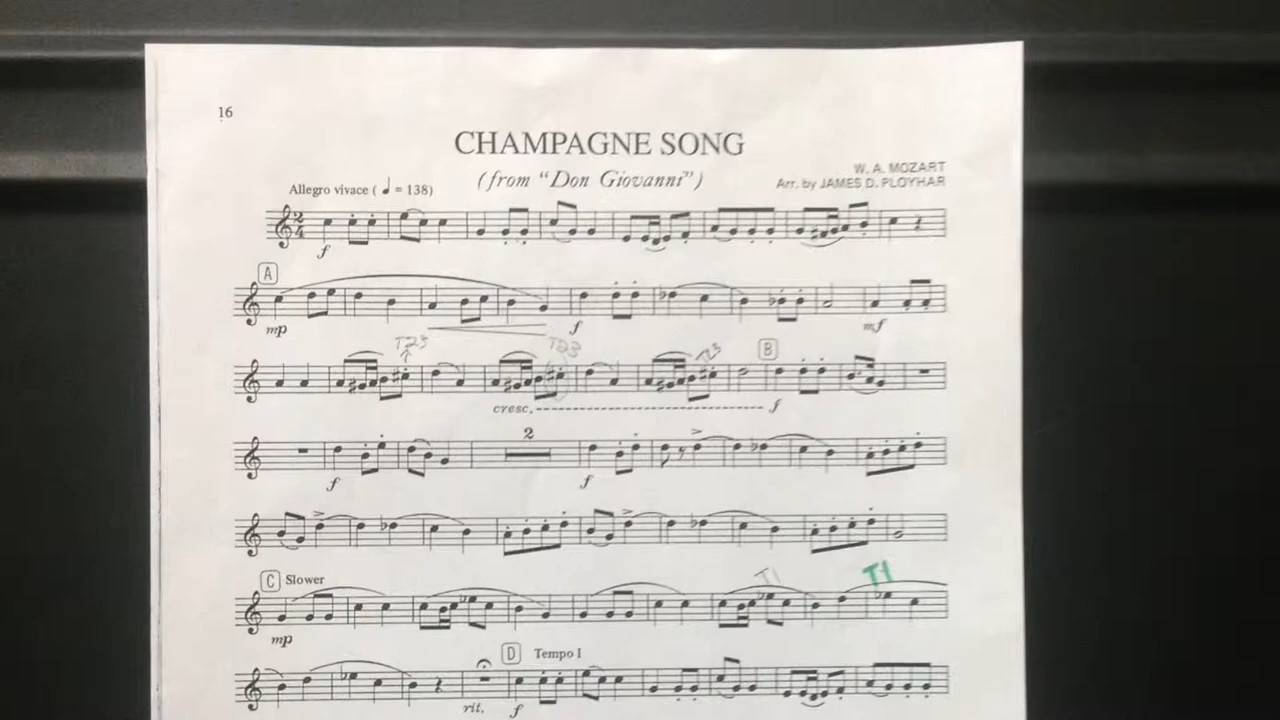 16
CHAMPAGNE SONG
(from "Don Giovanni")
W. A. MOZART
Arr. by JAMES D. PLOYHAR
Allegro vivace ( ♩ = 138)
f
A
mp
f
mf
T23
T23
T23
B
cresc.
f
2
f
f
C Slower
T1
T1
mp
D Tempo I
rit.
f